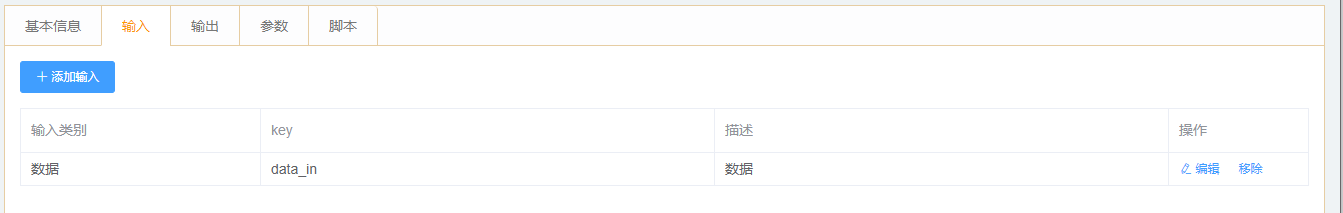 基本信息 输入 输出 参数 脚本
+ 添加输入
输入类别 key 描述 操作
数据 data_in 数据 编辑 移除